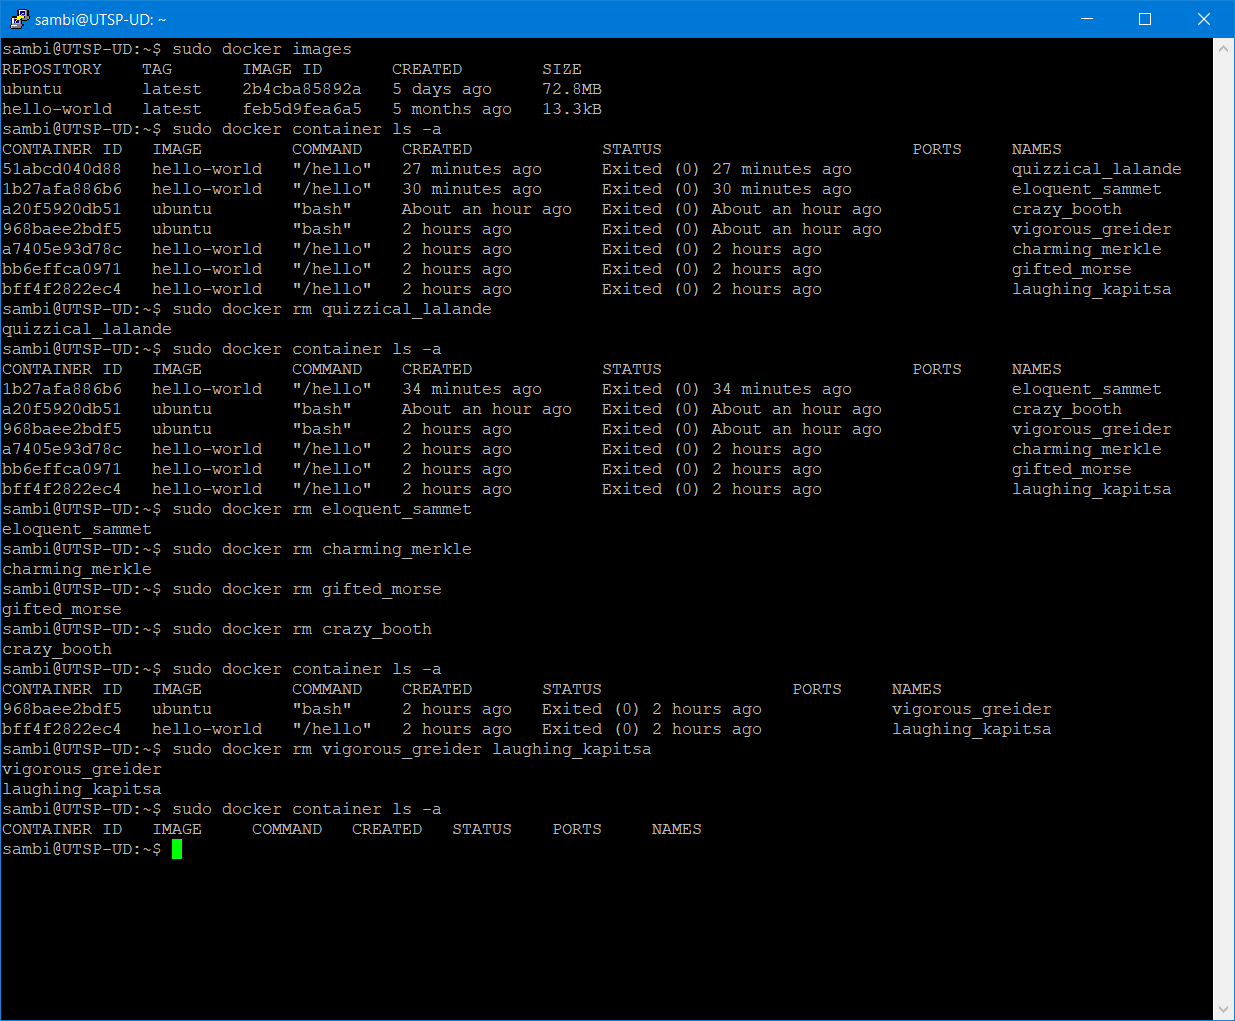 sambi@UTSP-UD: ~
sambi@UTSP-UD:~$ sudo docker images
REPOSITORY    TAG       IMAGE ID       CREATED        SIZE
ubuntu        latest    2b4cba85892a   5 days ago     72.8MB
hello-world   latest    feb5d9fea6a5   5 months ago   13.3kB
sambi@UTSP-UD:~$ sudo docker container ls -a
CONTAINER ID   IMAGE         COMMAND    CREATED             STATUS                         PORTS     NAMES
51abcd040d88   hello-world   "/hello"   27 minutes ago      Exited (0) 27 minutes ago                quizzical_lalande
1b27afa886b6   hello-world   "/hello"   30 minutes ago      Exited (0) 30 minutes ago                eloquent_sammet
a20f5920db51   ubuntu        "bash"     About an hour ago   Exited (0) About an hour ago             crazy_booth
968baee2bdf5   ubuntu        "bash"     2 hours ago         Exited (0) About an hour ago             vigorous_greider
a7405e93d78c   hello-world   "/hello"   2 hours ago         Exited (0) 2 hours ago                   charming_merkle
bb6effca0971   hello-world   "/hello"   2 hours ago         Exited (0) 2 hours ago                   gifted_morse
bff4f2822ec4   hello-world   "/hello"   2 hours ago         Exited (0) 2 hours ago                   laughing_kapitsa
sambi@UTSP-UD:~$ sudo docker rm quizzical_lalande
quizzical_lalande
sambi@UTSP-UD:~$ sudo docker container ls -a
CONTAINER ID   IMAGE         COMMAND    CREATED             STATUS                         PORTS     NAMES
1b27afa886b6   hello-world   "/hello"   34 minutes ago      Exited (0) 34 minutes ago                eloquent_sammet
a20f5920db51   ubuntu        "bash"     About an hour ago   Exited (0) About an hour ago             crazy_booth
968baee2bdf5   ubuntu        "bash"     2 hours ago         Exited (0) About an hour ago             vigorous_greider
a7405e93d78c   hello-world   "/hello"   2 hours ago         Exited (0) 2 hours ago                   charming_merkle
bb6effca0971   hello-world   "/hello"   2 hours ago         Exited (0) 2 hours ago                   gifted_morse
bff4f2822ec4   hello-world   "/hello"   2 hours ago         Exited (0) 2 hours ago                   laughing_kapitsa
sambi@UTSP-UD:~$ sudo docker rm eloquent_sammet
eloquent_sammet
sambi@UTSP-UD:~$ sudo docker rm charming_merkle
charming_merkle
sambi@UTSP-UD:~$ sudo docker rm gifted_morse
gifted_morse
sambi@UTSP-UD:~$ sudo docker rm crazy_booth
crazy_booth
sambi@UTSP-UD:~$ sudo docker container ls -a
CONTAINER ID   IMAGE         COMMAND    CREATED       STATUS                   PORTS     NAMES
968baee2bdf5   ubuntu        "bash"     2 hours ago   Exited (0) 2 hours ago             vigorous_greider
bff4f2822ec4   hello-world   "/hello"   2 hours ago   Exited (0) 2 hours ago             laughing_kapitsa
sambi@UTSP-UD:~$ sudo docker rm vigorous_greider laughing_kapitsa
vigorous_greider
laughing_kapitsa
sambi@UTSP-UD:~$ sudo docker container ls -a
CONTAINER ID   IMAGE     COMMAND   CREATED   STATUS    PORTS     NAMES
sambi@UTSP-UD:~$